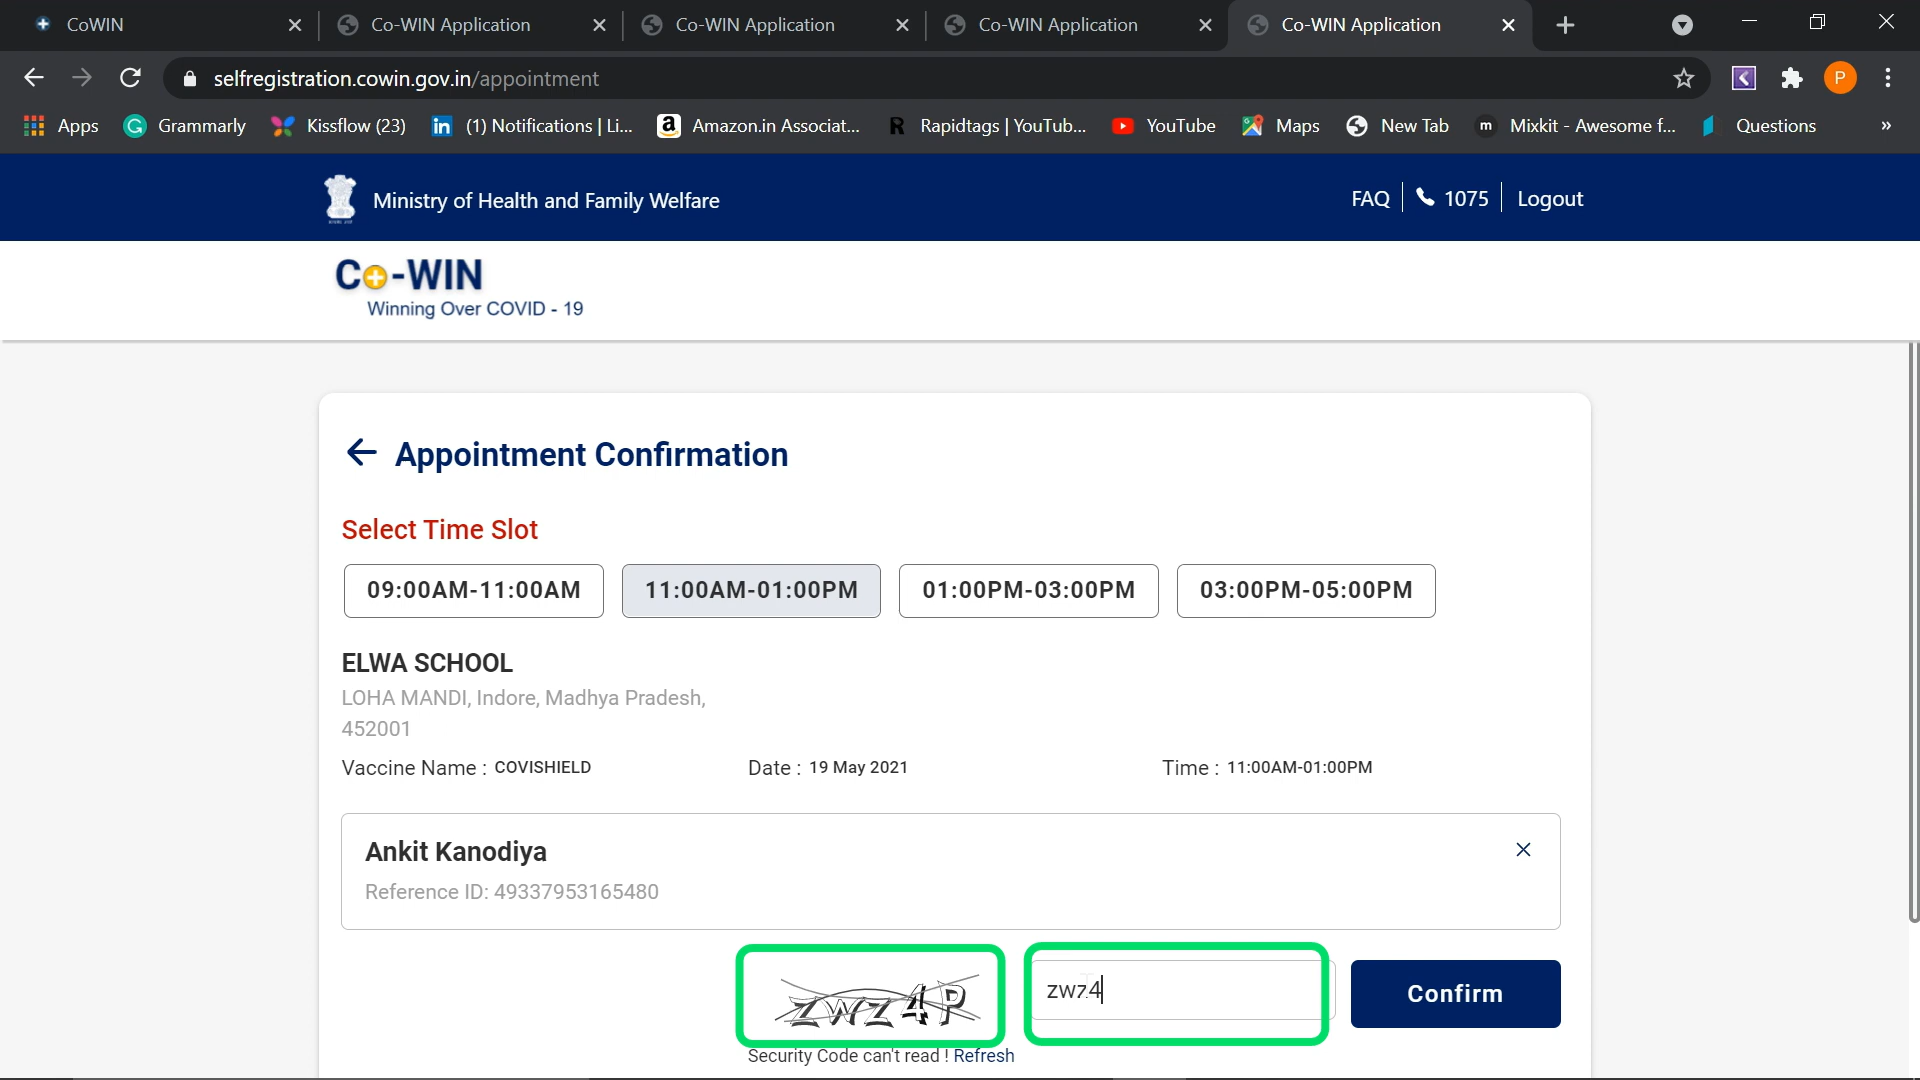 CoWIN
Co-WIN Application
Co-WIN Application
Co-WIN Application
Co-WIN Application
selfregistration.cowin.gov.in/appointment
P
Apps
Grammarly
Kissflow (23)
in (1) Notifications | Li...
a Amazon.in Associat...
R Rapidtags | YouTub...
YouTube
Maps
New Tab
m Mixkit - Awesome f...
Questions
»
Ministry of Health and Family Welfare
FAQ
1075
Logout
Co-WIN
Winning Over COVID - 19
Appointment Confirmation
Select Time Slot
09:00AM-11:00AM
11:00AM-01:00PM
01:00PM-03:00PM
03:00PM-05:00PM
ELWA SCHOOL
LOHA MANDI, Indore, Madhya Pradesh,
452001
Vaccine Name : COVISHIELD
Date : 19 May 2021
Time : 11:00AM-01:00PM
Ankit Kanodiya
Reference ID: 49337953165480
zwz4P
zwz4
Confirm
Security Code can't read ! Refresh